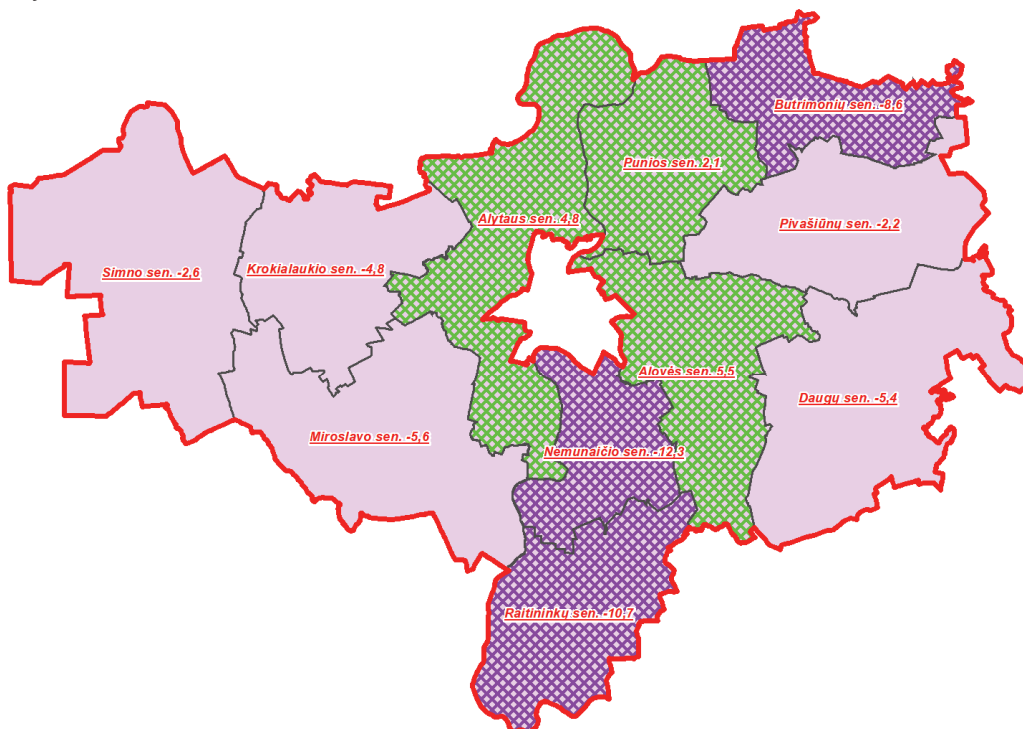 Butrimonių sen. -8,6
Punios sen. 2,1
Alytaus sen. 4,8
Pivašiūnų sen. -2,2
Simno sen. -2,6
Krokialaukio sen. -4,8
Alovės sen. 5,5
Daugų sen. -5,4
Miroslavo sen. -5,6
Nemunaičio sen. -12,3
Raitininkų sen. -10,7